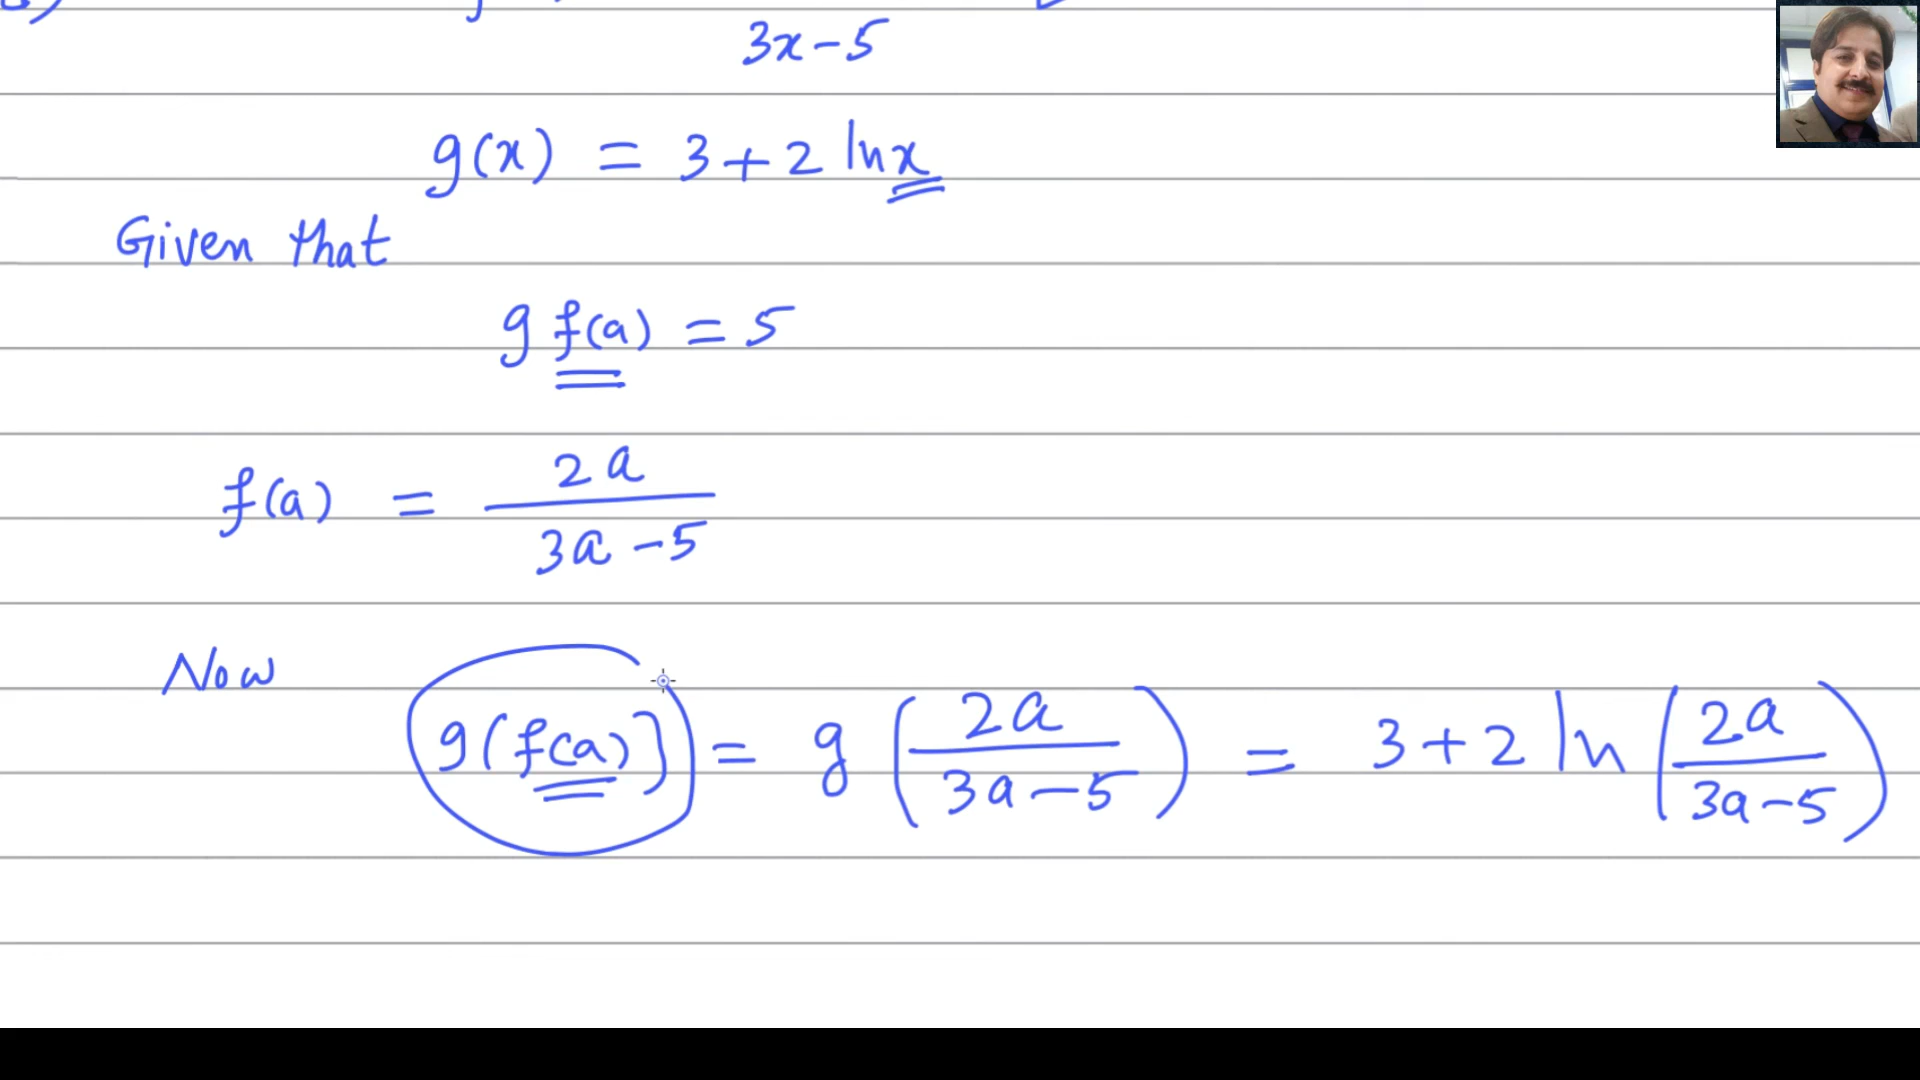 3x-5
g(x) = 3+2 ln x
Given that
g f(a) = 5
f(a) = 2a / 3a-5
Now g(f(a)) = g(2a / 3a-5) = 3+2 ln(2a / 3a-5)